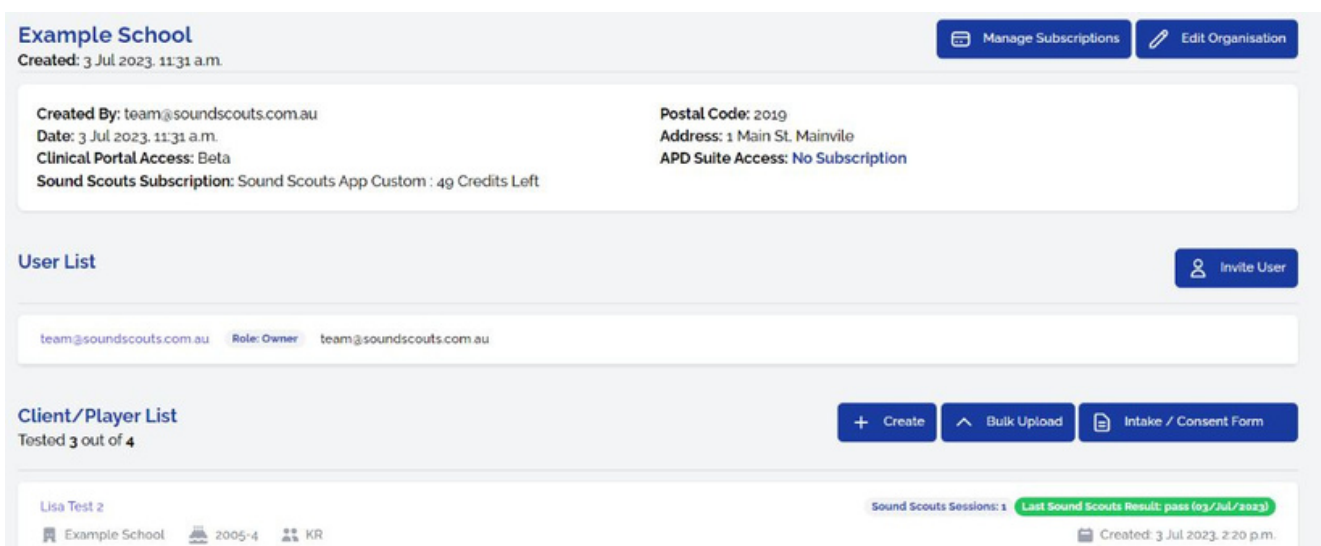 Example School
Manage Subscriptions
Edit Organisation
Created: 3 Jul 2023, 11:31 a.m.
Created By: team@soundscouts.com.au
Postal Code: 2019
Date: 3 Jul 2023, 11:31 a.m.
Address: 1 Main St, Mainvile
Clinical Portal Access: Beta
APD Suite Access: No Subscription
Sound Scouts Subscription: Sound Scouts App Custom : 49 Credits Left
User List
Invite User
team@soundscouts.com.au Role: Owner team@soundscouts.com.au
Client/Player List
+ Create
Bulk Upload
Intake / Consent Form
Tested 3 out of 4
Lisa Test 2
Sound Scouts Sessions: 1 Last Sound Scouts Result: pass (03/Jul/2023)
Example School 2005-4 KR
Created: 3 Jul 2023, 2:20 p.m.